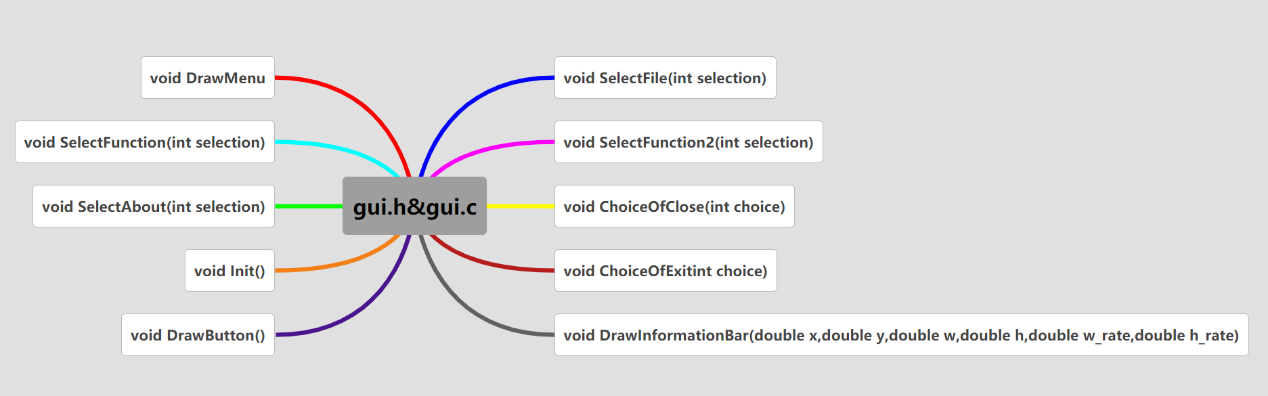 void DrawMenu
void SelectFile(int selection)
void SelectFunction(int selection)
void SelectFunction2(int selection)
void SelectAbout(int selection)
gui.h&gui.c
void ChoiceOfClose(int choice)
void Init()
void ChoiceOfExitint choice)
void DrawButton()
void DrawInformationBar(double x,double y,double w,double h,double w_rate,double h_rate)